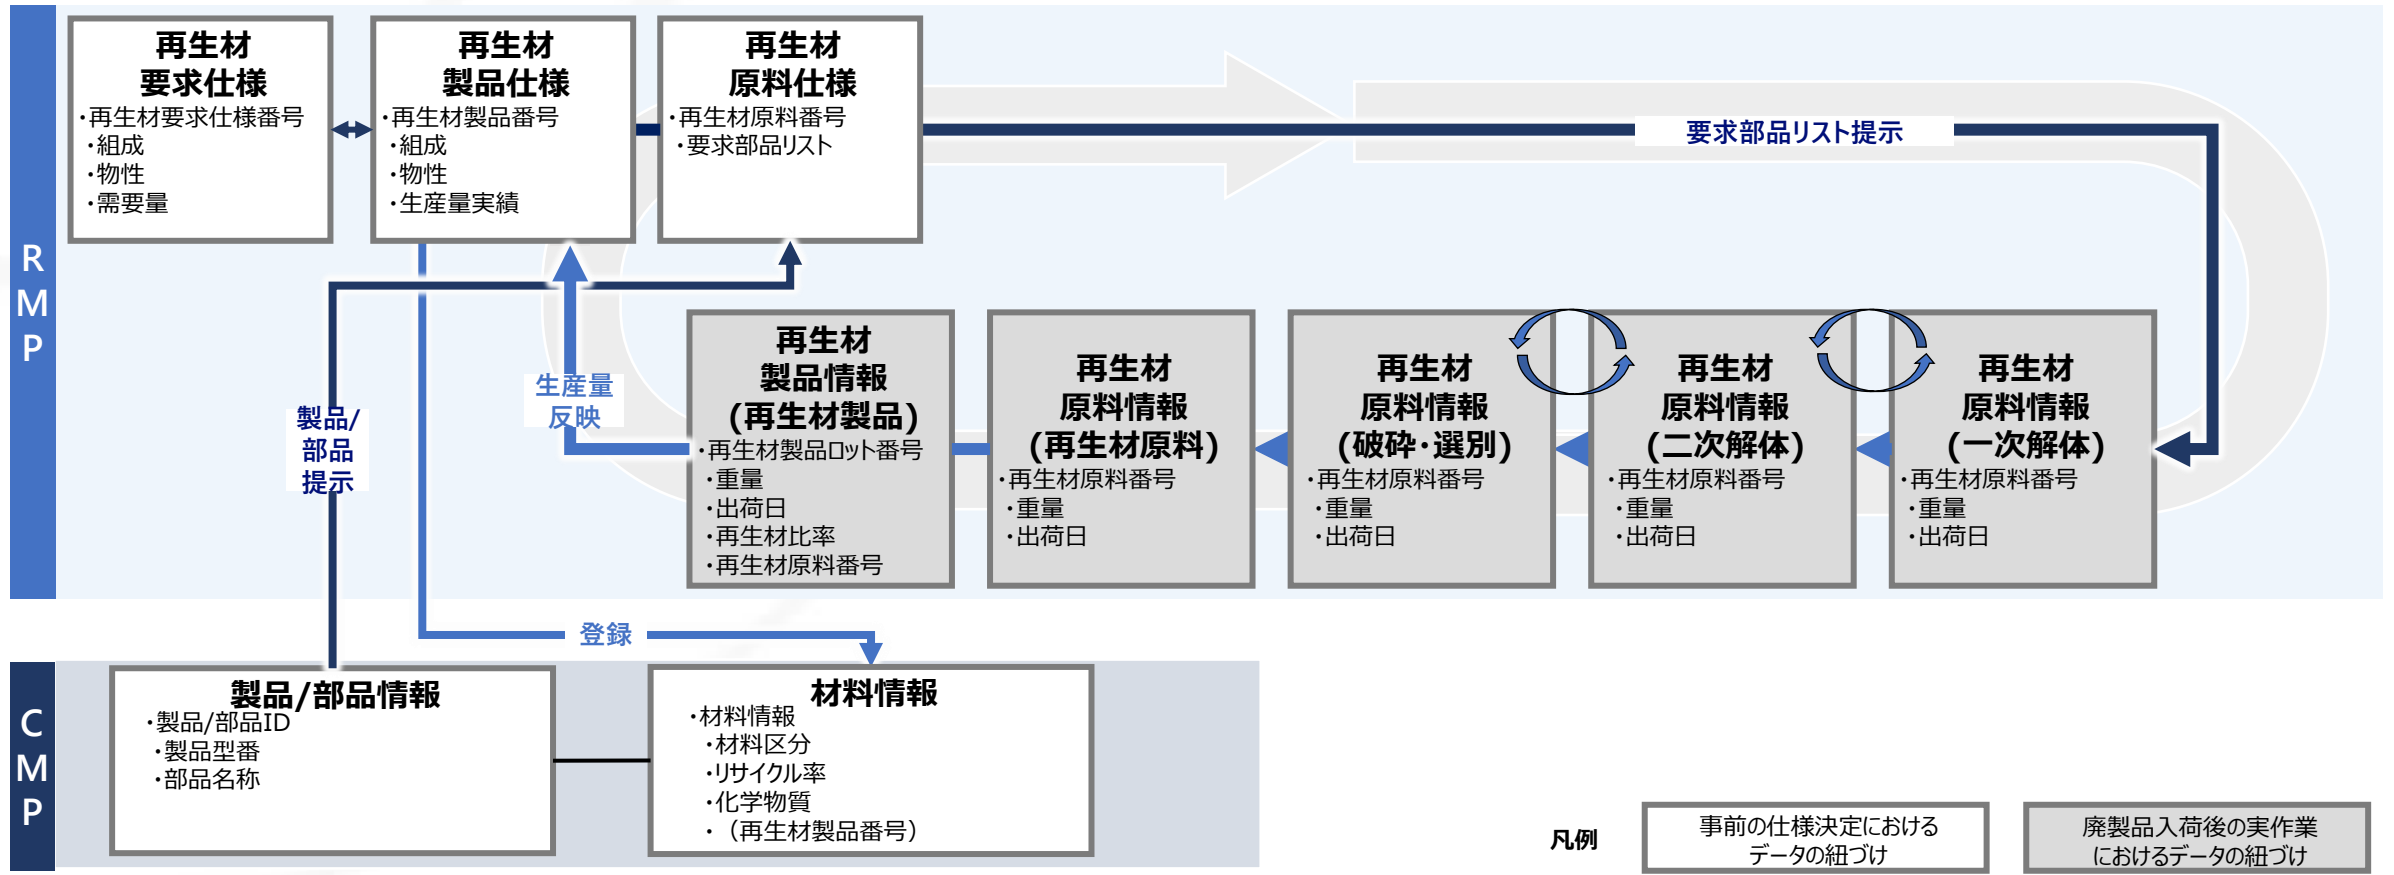 RMP
再生材
要求仕様
・再生材要求仕様番号
・組成
・物性
・需要量
再生材
製品仕様
・再生材製品番号
・組成
・物性
・生産量実績
再生材
原料仕様
・再生材原料番号
・要求部品リスト
要求部品リスト提示
製品/
部品
提示
生産量
反映
再生材
製品情報
(再生材製品)
・再生材製品ロット番号
・重量
・出荷日
・再生材比率
・再生材原料番号
再生材
原料情報
(再生材原料)
・再生材原料番号
・重量
・出荷日
再生材
原料情報
(破砕・選別)
・再生材原料番号
・重量
・出荷日
再生材
原料情報
(二次解体)
・再生材原料番号
・重量
・出荷日
再生材
原料情報
(一次解体)
・再生材原料番号
・重量
・出荷日
登録
CMP
製品/部品情報
・製品/部品ID
・製品型番
・部品名称
材料情報
・材料情報
・材料区分
・リサイクル率
・化学物質
・（再生材製品番号）
凡例
事前の仕様決定における
データの紐づけ
廃製品入荷後の実作業
におけるデータの紐づけ